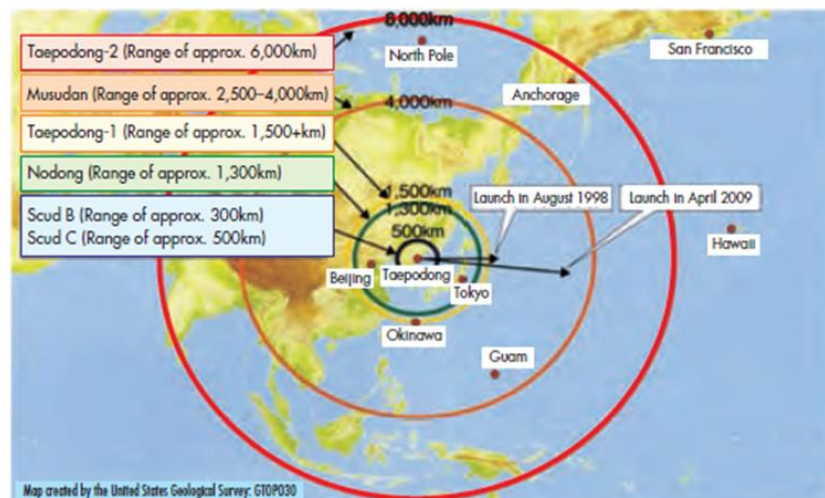 6,000km
North Pole
San Francisco
Taepodong-2 (Range of approx. 6,000km)
Musudan (Range of approx. 2,500–4,000km)
Anchorage
4,000km
Taepodong-1 (Range of approx. 1,500+km)
Nodong (Range of approx. 1,300km)
1,500km
1,300km
Launch in August 1998
Launch in April 2009
Scud B (Range of approx. 300km)
Scud C (Range of approx. 500km)
500km
Hawaii
Beijing
Taepodong
Tokyo
Okinawa
Guam
Map created by the United States Geological Survey: GTOPO30